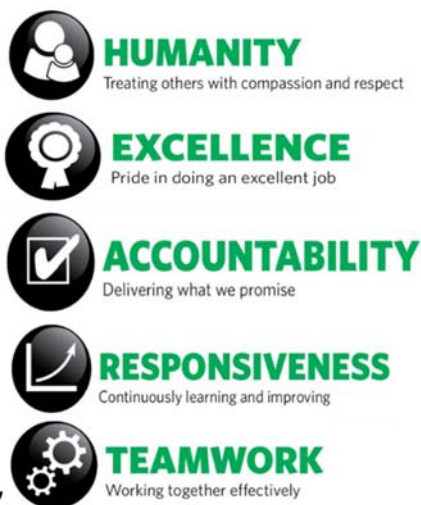 HUMANITY
Treating others with compassion and respect
EXCELLENCE
Pride in doing an excellent job
ACCOUNTABILITY
Delivering what we promise
RESPONSIVENESS
Continuously learning and improving
TEAMWORK
Working together effectively